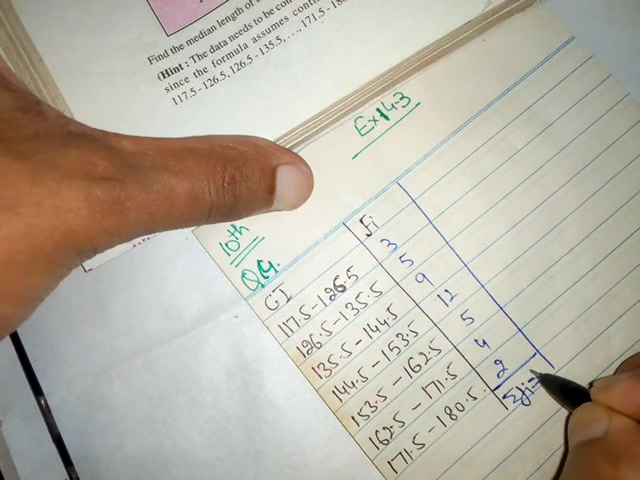 Find the median length of
(Hint : The data needs to be
since the formula assumes
117.5 - 126.5, 126.5 - 135.5, . . ., 171.5 -
Ex 14.3
10th
Q.4.
CI fi
117.5-126.5 3
126.5-135.5 5
135.5-144.5 9
144.5-153.5 12
153.5-162.5 5
162.5-171.5 4
171.5-180.5. 2
Σfi=